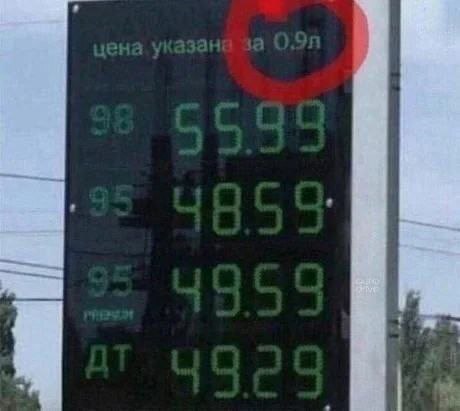 цена указана за 0.9л
98 55.99
95 48.59
95 49.59
PREMIUM
ДТ 49.29